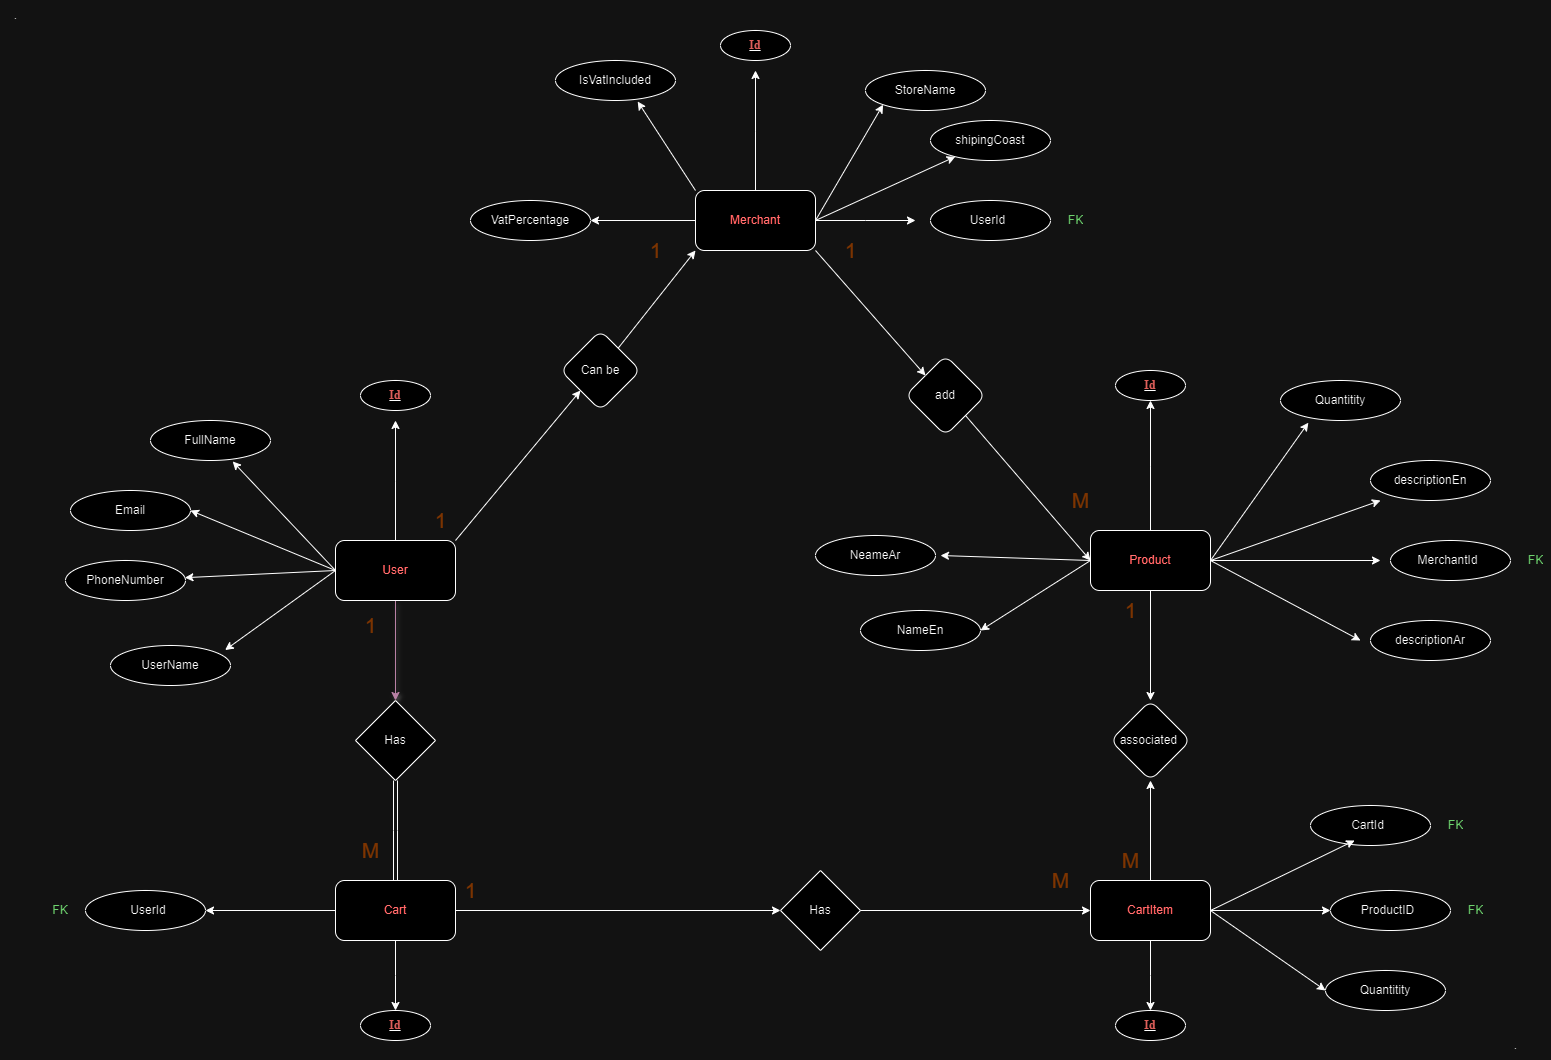 Id
IsVatIncluded
StoreName
shipingCoast
VatPercentage
Merchant
UserId
FK
1
1
Can be
Id
add
Id
Quantitity
FullName
descriptionEn
Email
M
1
NeameAr
Product
MerchantId
FK
User
PhoneNumber
1
1
NameEn
descriptionAr
UserName
Has
associated
CartId
FK
M
M
M
1
FK
UserId
Cart
Has
CartItem
ProductID
FK
Quantitity
Id
Id